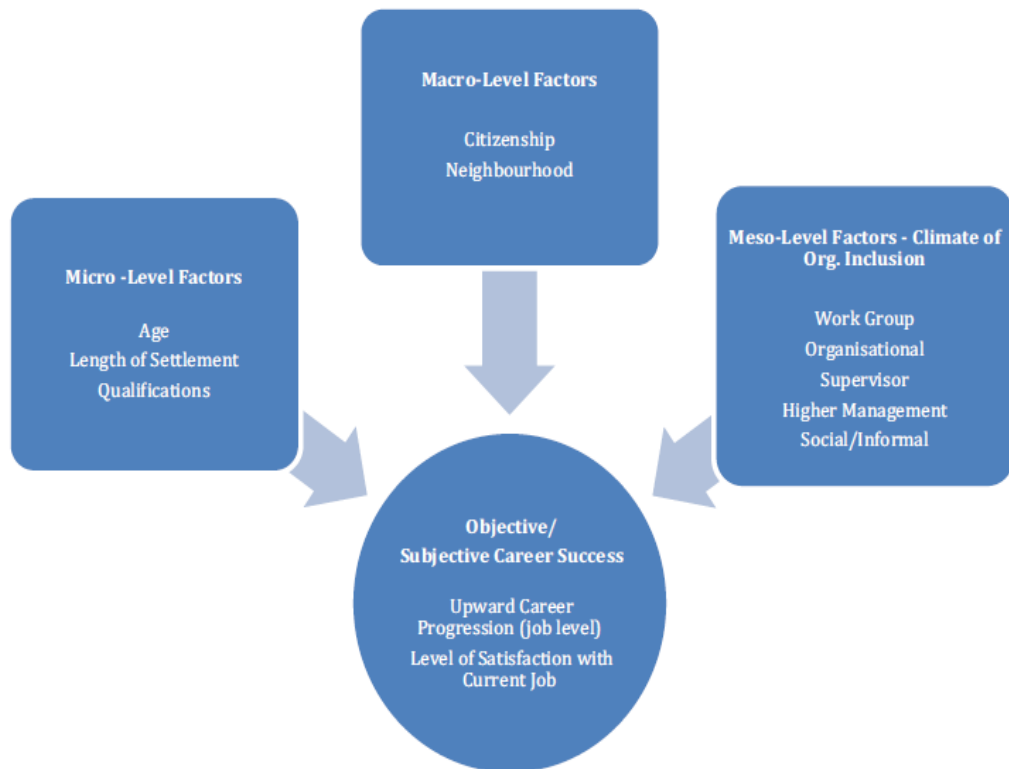 Macro-Level Factors
Citizenship
Neighbourhood
Micro -Level Factors
Age
Length of Settlement
Qualifications
Meso-Level Factors - Climate of
Org. Inclusion
Work Group
Organisational
Supervisor
Higher Management
Social/Informal
Objective/
Subjective Career Success
Upward Career
Progression (job level)
Level of Satisfaction with
Current Job